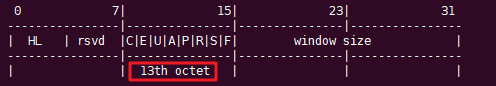 0 7| 15| 23| 31
---------------|---------------|---------------|----------------
| HL | rsvd |C|E|U|A|P|R|S|F| window size |
---------------|---------------|---------------|----------------
| | 13th octet | | |